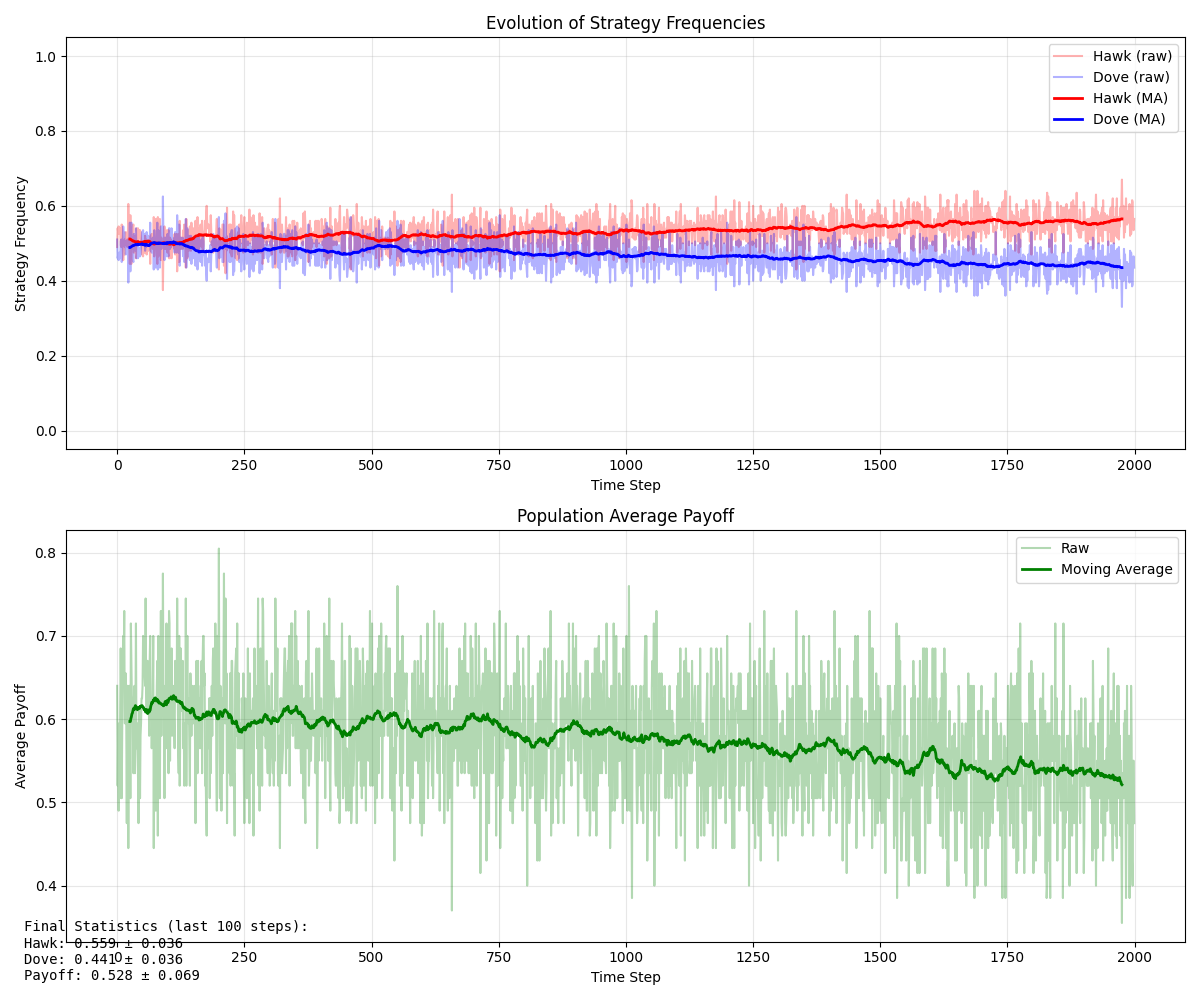 Evolution of Strategy Frequencies
Strategy Frequency
1.0
0.8
0.6
0.4
0.2
0.0
Hawk (raw)
Dove (raw)
Hawk (MA)
Dove (MA)
0 250 500 750 1000 1250 1500 1750 2000
Time Step
Population Average Payoff
Average Payoff
0.8
0.7
0.6
0.5
0.4
Raw
Moving Average
0 250 500 750 1000 1250 1500 1750 2000
Time Step
Final Statistics (last 100 steps):
Hawk: 0.559 ± 0.036
Dove: 0.441 ± 0.036
Payoff: 0.528 ± 0.069